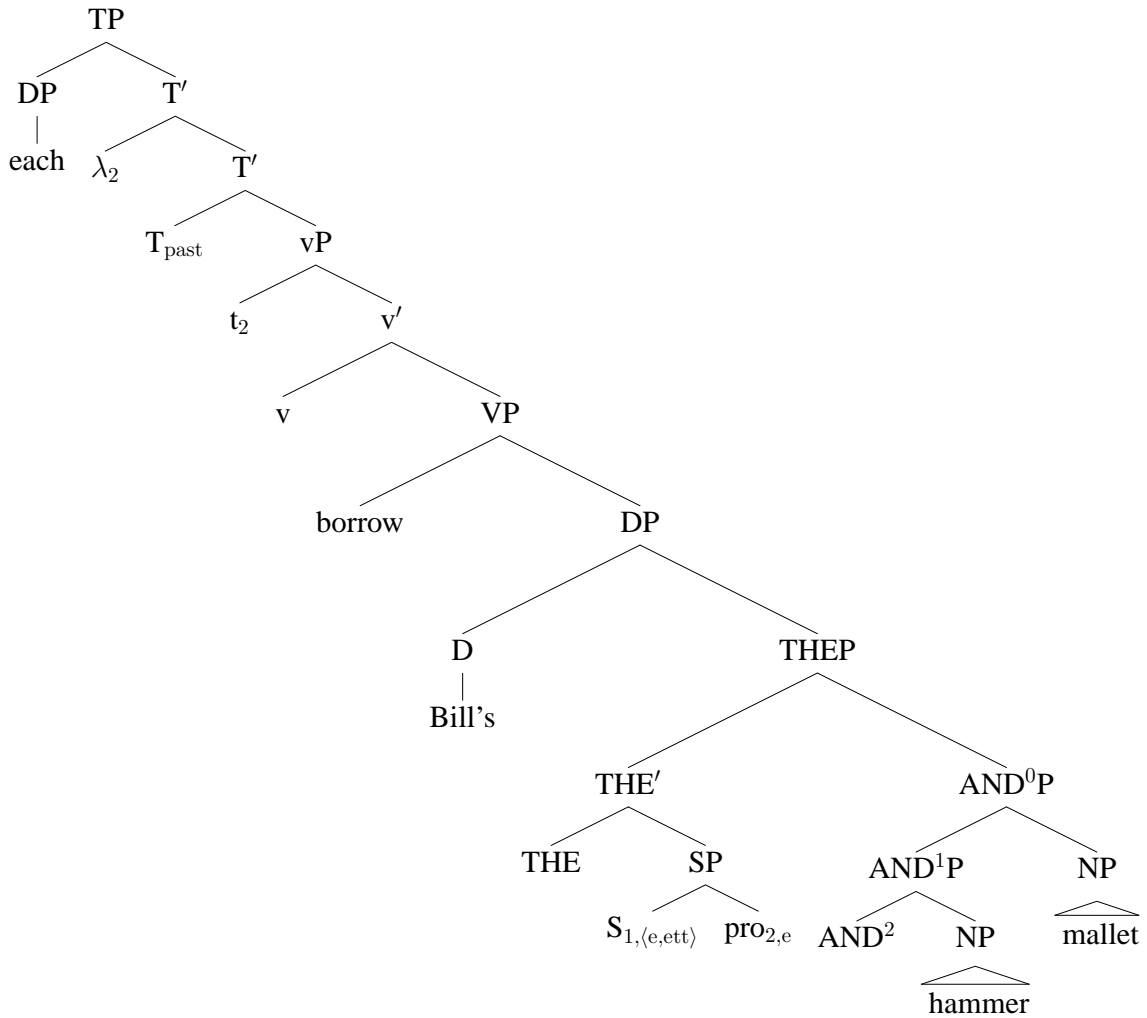 TP
DP T′
each λ₂ T′
T_past vP
t₂ v′
v VP
borrow DP
D THEP
Bill's
THE′ AND⁰P
THE SP AND¹P NP
S₁,⟨e,ett⟩ pro₂,e AND² NP mallet
hammer